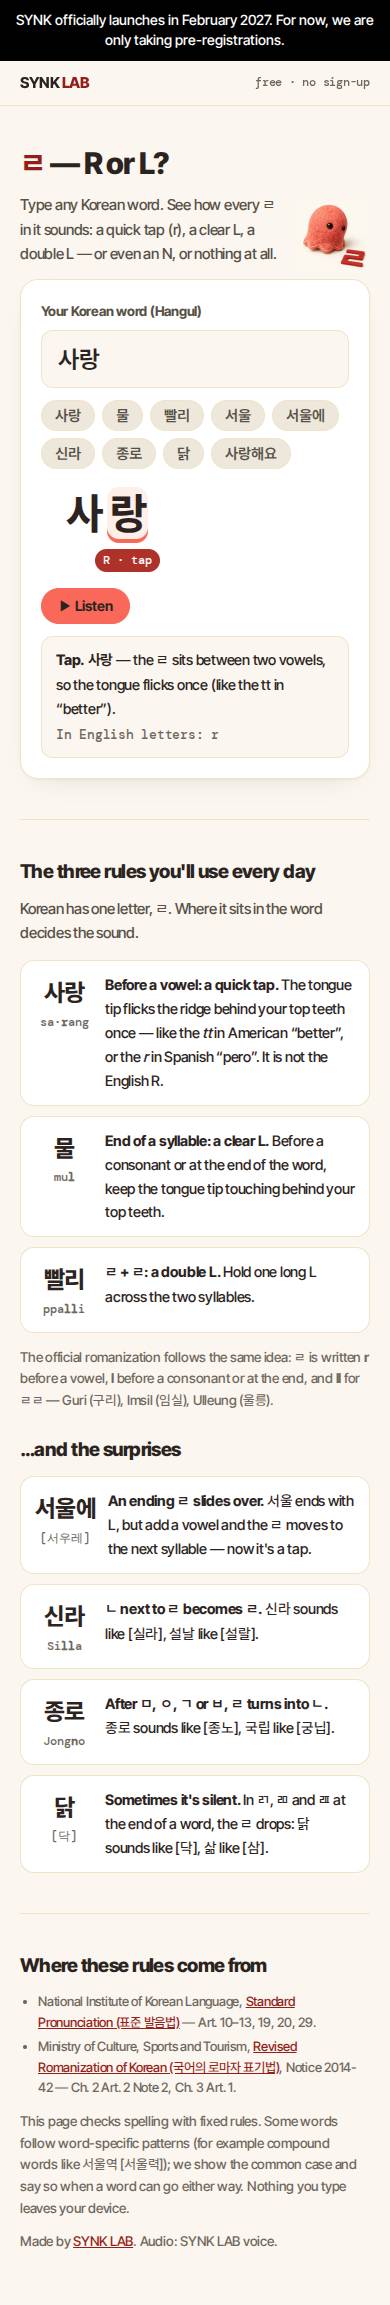 SYNK officially launches in February 2027. For now, we are
only taking pre-registrations.
SYNK LAB
free · no sign-up
ㄹ — R or L?
Type any Korean word. See how every ㄹ
in it sounds: a quick tap (r), a clear L, a
double L — or even an N, or nothing at all.
ㄹ
Your Korean word (Hangul)
사랑
사랑 물 빨리 서울 서울에
신라 종로 닭 사랑해요
사랑
R · tap
▶ Listen
Tap. 사랑 — the ㄹ sits between two vowels,
so the tongue flicks once (like the tt in
“better”).
In English letters: r
The three rules you'll use every day
Korean has one letter, ㄹ. Where it sits in the word
decides the sound.
사랑
sa·rang
Before a vowel: a quick tap. The tongue
tip flicks the ridge behind your top teeth
once — like the tt in American “better”,
or the r in Spanish “pero”. It is not the
English R.
물
mul
End of a syllable: a clear L. Before a
consonant or at the end of the word,
keep the tongue tip touching behind your
top teeth.
빨리
ppalli
ㄹ + ㄹ: a double L. Hold one long L
across the two syllables.
The official romanization follows the same idea: ㄹ is written r
before a vowel, l before a consonant or at the end, and ll for
ㄹㄹ — Guri (구리), Imsil (임실), Ulleung (울릉).
…and the surprises
서울에
[서우레]
An ending ㄹ slides over. 서울 ends with
L, but add a vowel and the ㄹ moves to
the next syllable — now it's a tap.
신라
Silla
ㄴ next to ㄹ becomes ㄹ. 신라 sounds
like [실라], 설날 like [설랄].
종로
Jongno
After ㅁ, ㅇ, ㄱ or ㅂ, ㄹ turns into ㄴ.
종로 sounds like [종노], 국립 like [궁닙].
닭
[닥]
Sometimes it's silent. In ㄺ, ㄻ and ㄿ at
the end of a word, the ㄹ drops: 닭
sounds like [닥], 삶 like [삼].
Where these rules come from
• National Institute of Korean Language, Standard
Pronunciation (표준 발음법) — Art. 10–13, 19, 20, 29.
• Ministry of Culture, Sports and Tourism, Revised
Romanization of Korean (국어의 로마자 표기법), Notice 2014-
42 — Ch. 2 Art. 2 Note 2, Ch. 3 Art. 1.
This page checks spelling with fixed rules. Some words
follow word-specific patterns (for example compound
words like 서울역 [서울력]); we show the common case and
say so when a word can go either way. Nothing you type
leaves your device.
Made by SYNK LAB. Audio: SYNK LAB voice.